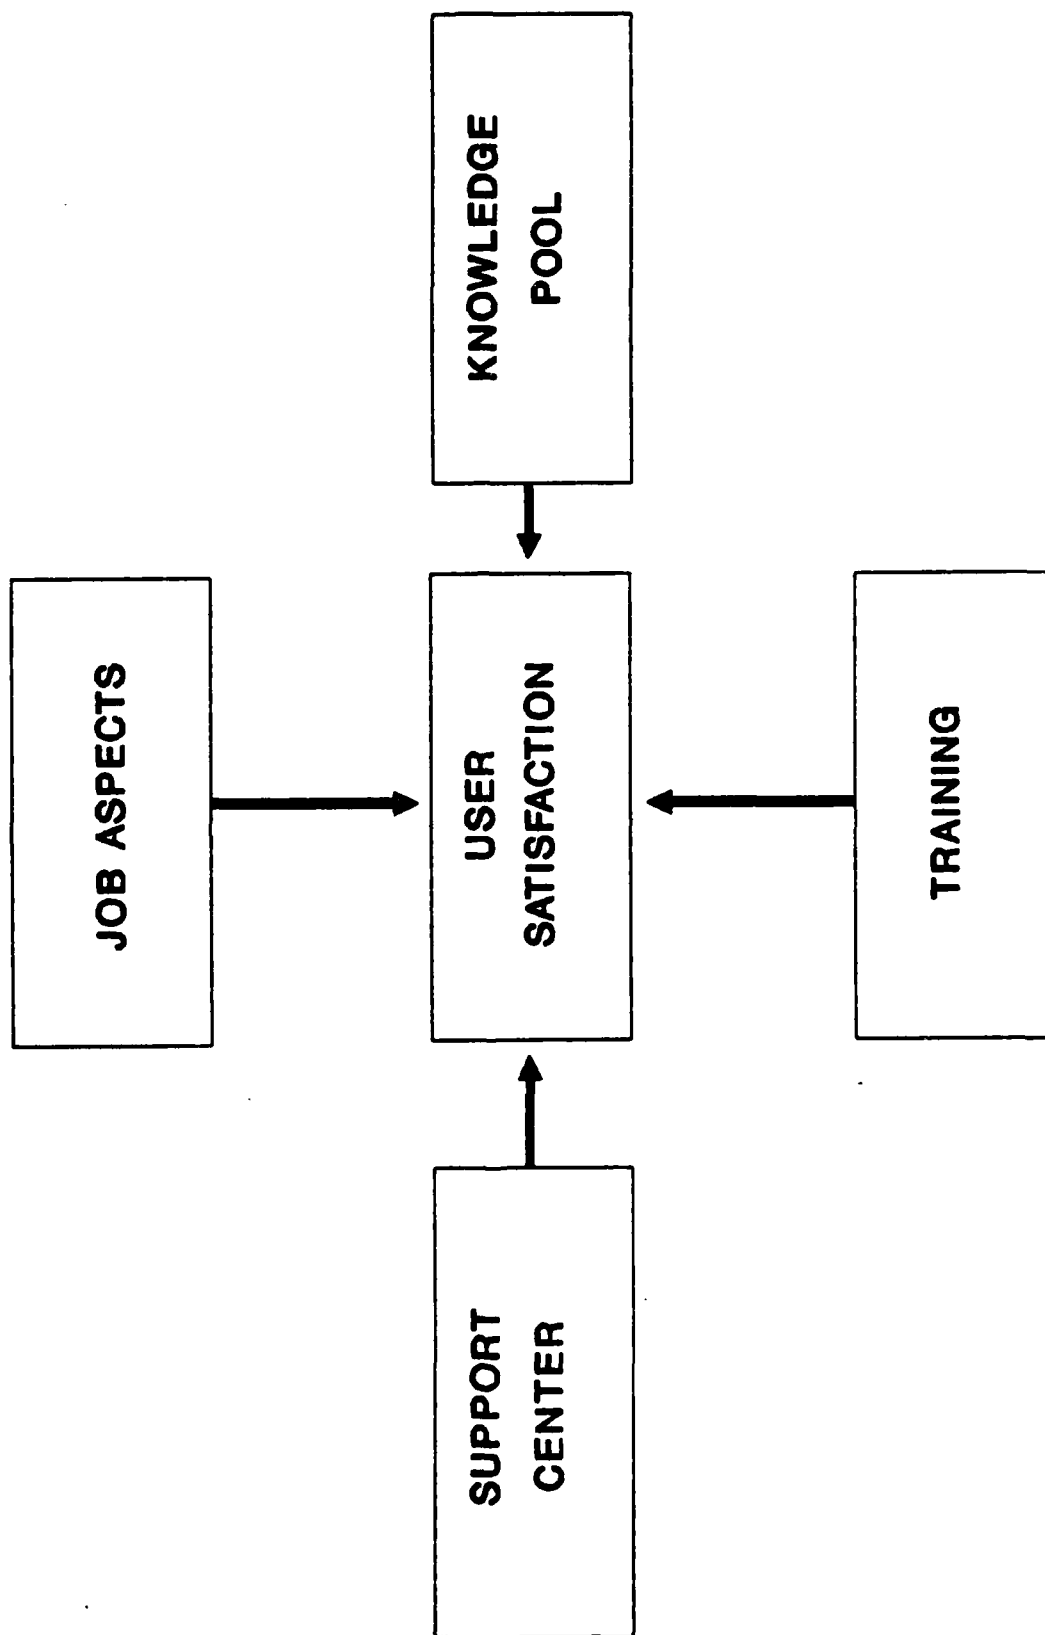 JOB ASPECTS
SUPPORT
CENTER
USER
SATISFACTION
KNOWLEDGE
POOL
TRAINING